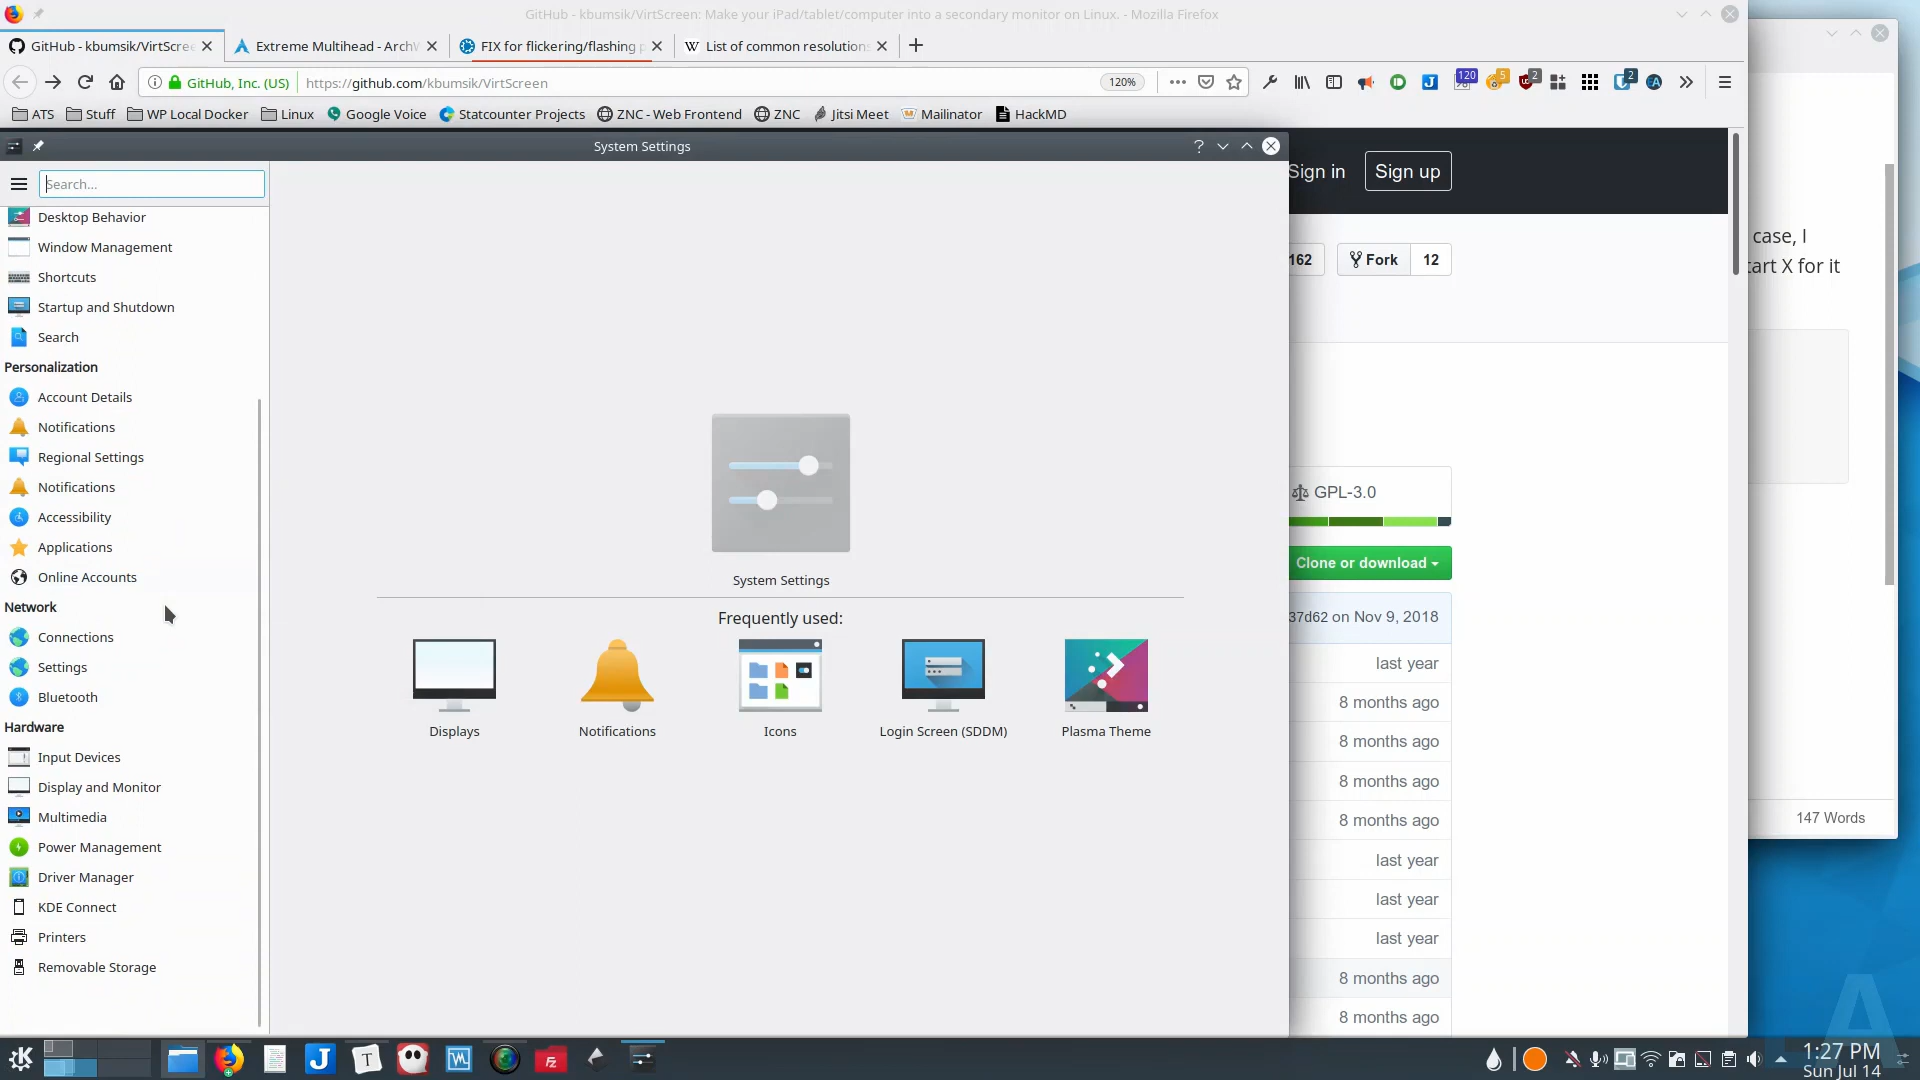 GitHub - kbumsik/VirtScreen: Make your iPad/tablet/computer into a secondary monitor on Linux. - Mozilla Firefox
GitHub - kbumsik/VirtScree
Extreme Multihead - ArchW
FIX for flickering/flashing p
W List of common resolutions
GitHub, Inc. (US)
https://github.com/kbumsik/VirtScreen
120%
120
5
2
2
ATS
Stuff
WP Local Docker
Linux
Google Voice
Statcounter Projects
ZNC - Web Frontend
ZNC
Jitsi Meet
Mailinator
HackMD
System Settings
?
Search...
Desktop Behavior
Window Management
Shortcuts
Startup and Shutdown
Search
Personalization
Account Details
Notifications
Regional Settings
Notifications
Accessibility
Applications
Online Accounts
Network
Connections
Settings
Bluetooth
Hardware
Input Devices
Display and Monitor
Multimedia
Power Management
Driver Manager
KDE Connect
Printers
Removable Storage
System Settings
Frequently used:
Displays
Notifications
Icons
Login Screen (SDDM)
Plasma Theme
Sign in
Sign up
162
Fork
12
GPL-3.0
Clone or download
37d62 on Nov 9, 2018
last year
8 months ago
8 months ago
8 months ago
8 months ago
last year
last year
last year
8 months ago
8 months ago
case, I
tart X for it
147 Words
1:27 PM
Sun Jul 14